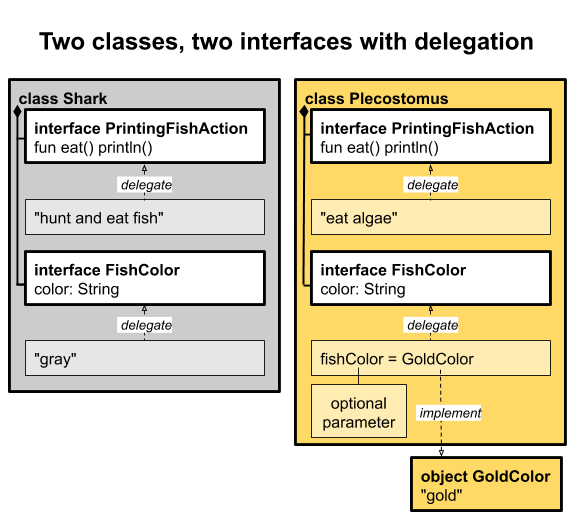 Two classes, two interfaces with delegation
class Shark
interface PrintingFishAction
fun eat() println()
delegate
"hunt and eat fish"
interface FishColor
color: String
delegate
"gray"
class Plecostomus
interface PrintingFishAction
fun eat() println()
delegate
"eat algae"
interface FishColor
color: String
delegate
fishColor = GoldColor
optional
parameter
implement
object GoldColor
"gold"